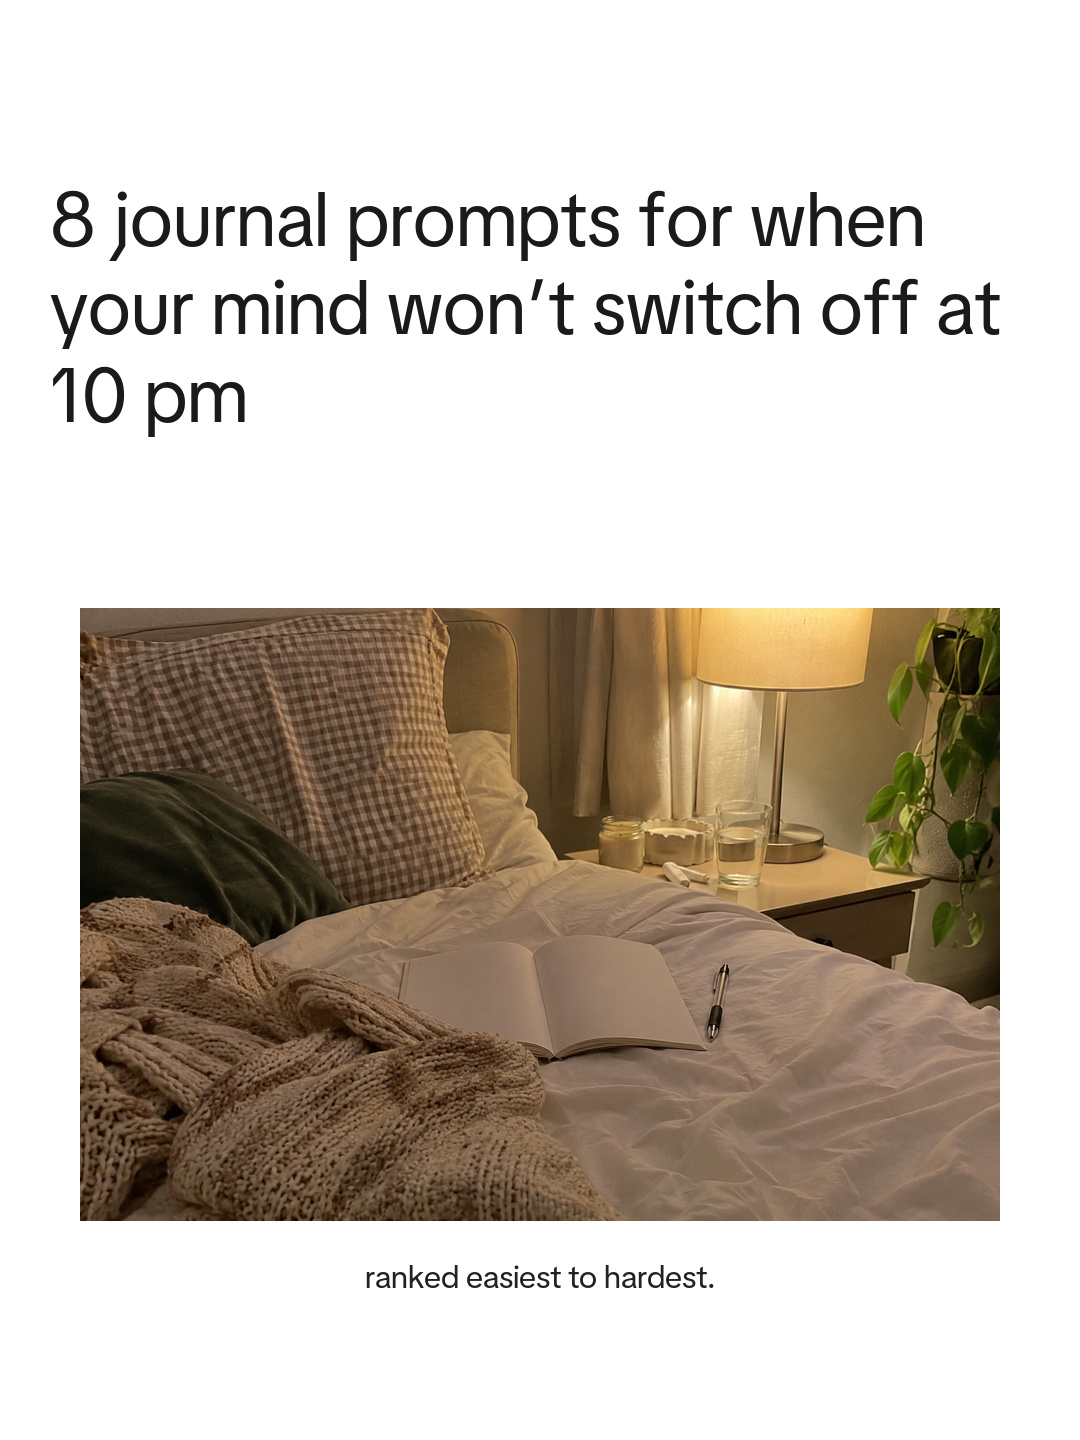 8 journal prompts for when
your mind won’t switch off at
10 pm
ranked easiest to hardest.